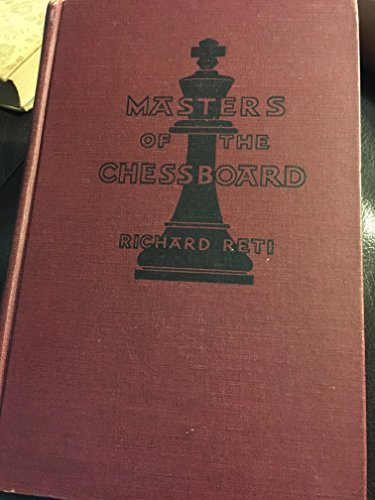 MASTERS
OF THE
CHESSBOARD
RICHARD RETI